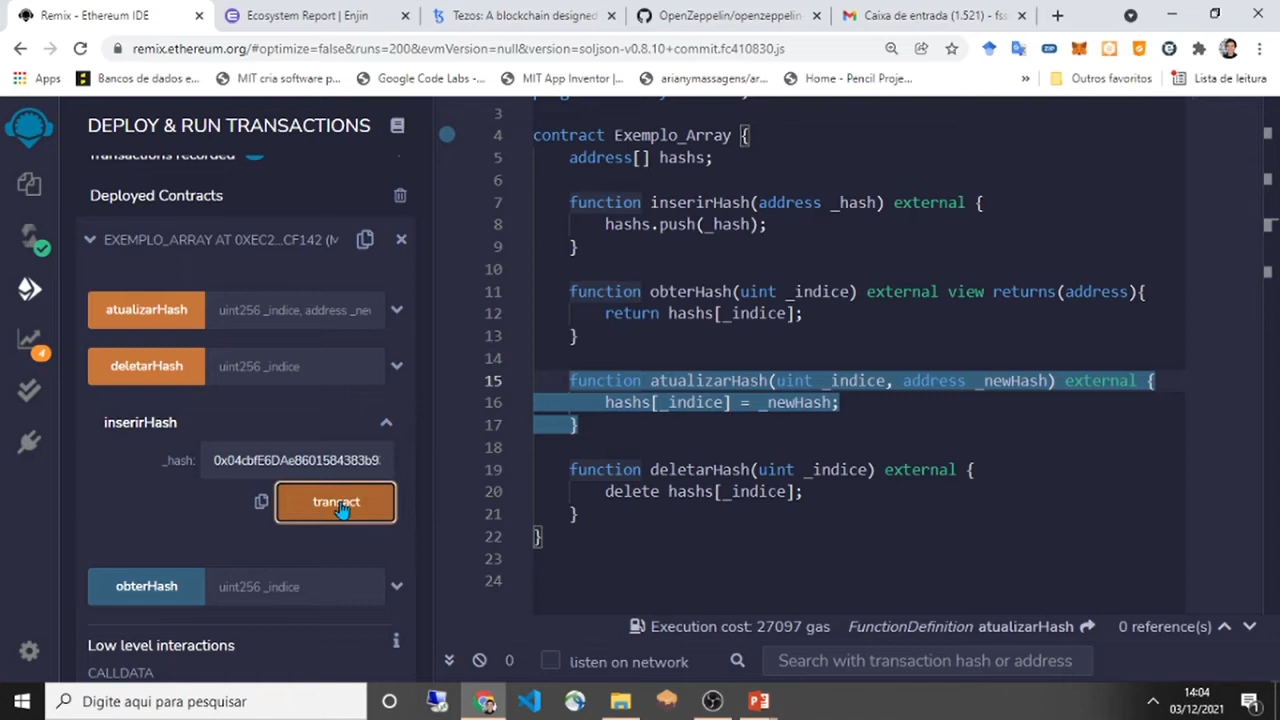 Remix - Ethereum IDE
Ecosystem Report | Enjin
Tezos: A blockchain designed
OpenZeppelin/openzeppelin-
Caixa de entrada (1.521) - fss
remix.ethereum.org/#optimize=false&runs=200&evmVersion=null&version=soljson-v0.8.10+commit.fc410830.js
Apps
Bancos de dados e...
MIT cria software p...
Google Code Labs -...
MIT App Inventor |...
arianymassagens/ar...
Home - Pencil Proje...
»
Outros favoritos
Lista de leitura
DEPLOY & RUN TRANSACTIONS
Transactions recorded
Deployed Contracts
EXEMPLO_ARRAY AT 0XEC2...CF142 (M
atualizarHash
uint256 _indice, address _nev
deletarHash
uint256 _indice
inserirHash
_hash:
0x04cbfE6DAe8601584383b9
transact
obterHash
uint256 _indice
Low level interactions
CALLDATA
3
4 contract Exemplo_Array {
5 address[] hashs;
6
7 function inserirHash(address _hash) external {
8 hashs.push(_hash);
9 }
10
11 function obterHash(uint _indice) external view returns(address){
12 return hashs[_indice];
13 }
14
15 function atualizarHash(uint _indice, address _newHash) external {
16 hashs[_indice] = _newHash;
17 }
18
19 function deletarHash(uint _indice) external {
20 delete hashs[_indice];
21 }
22 }
23
24
Execution cost: 27097 gas
FunctionDefinition atualizarHash
0 reference(s)
0
listen on network
Search with transaction hash or address
4
Digite aqui para pesquisar
14:04
03/12/2021
1